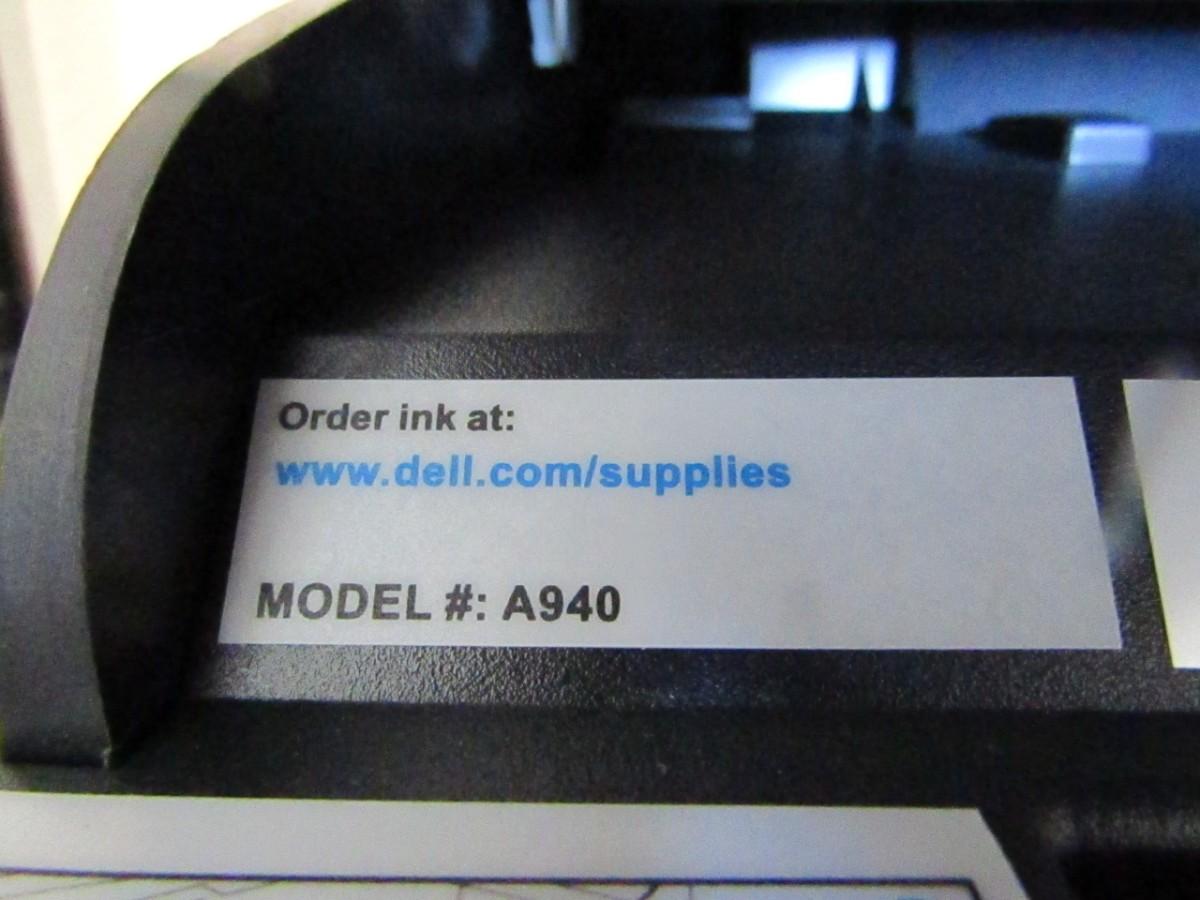 Order ink at:
www.dell.com/supplies
MODEL #: A940